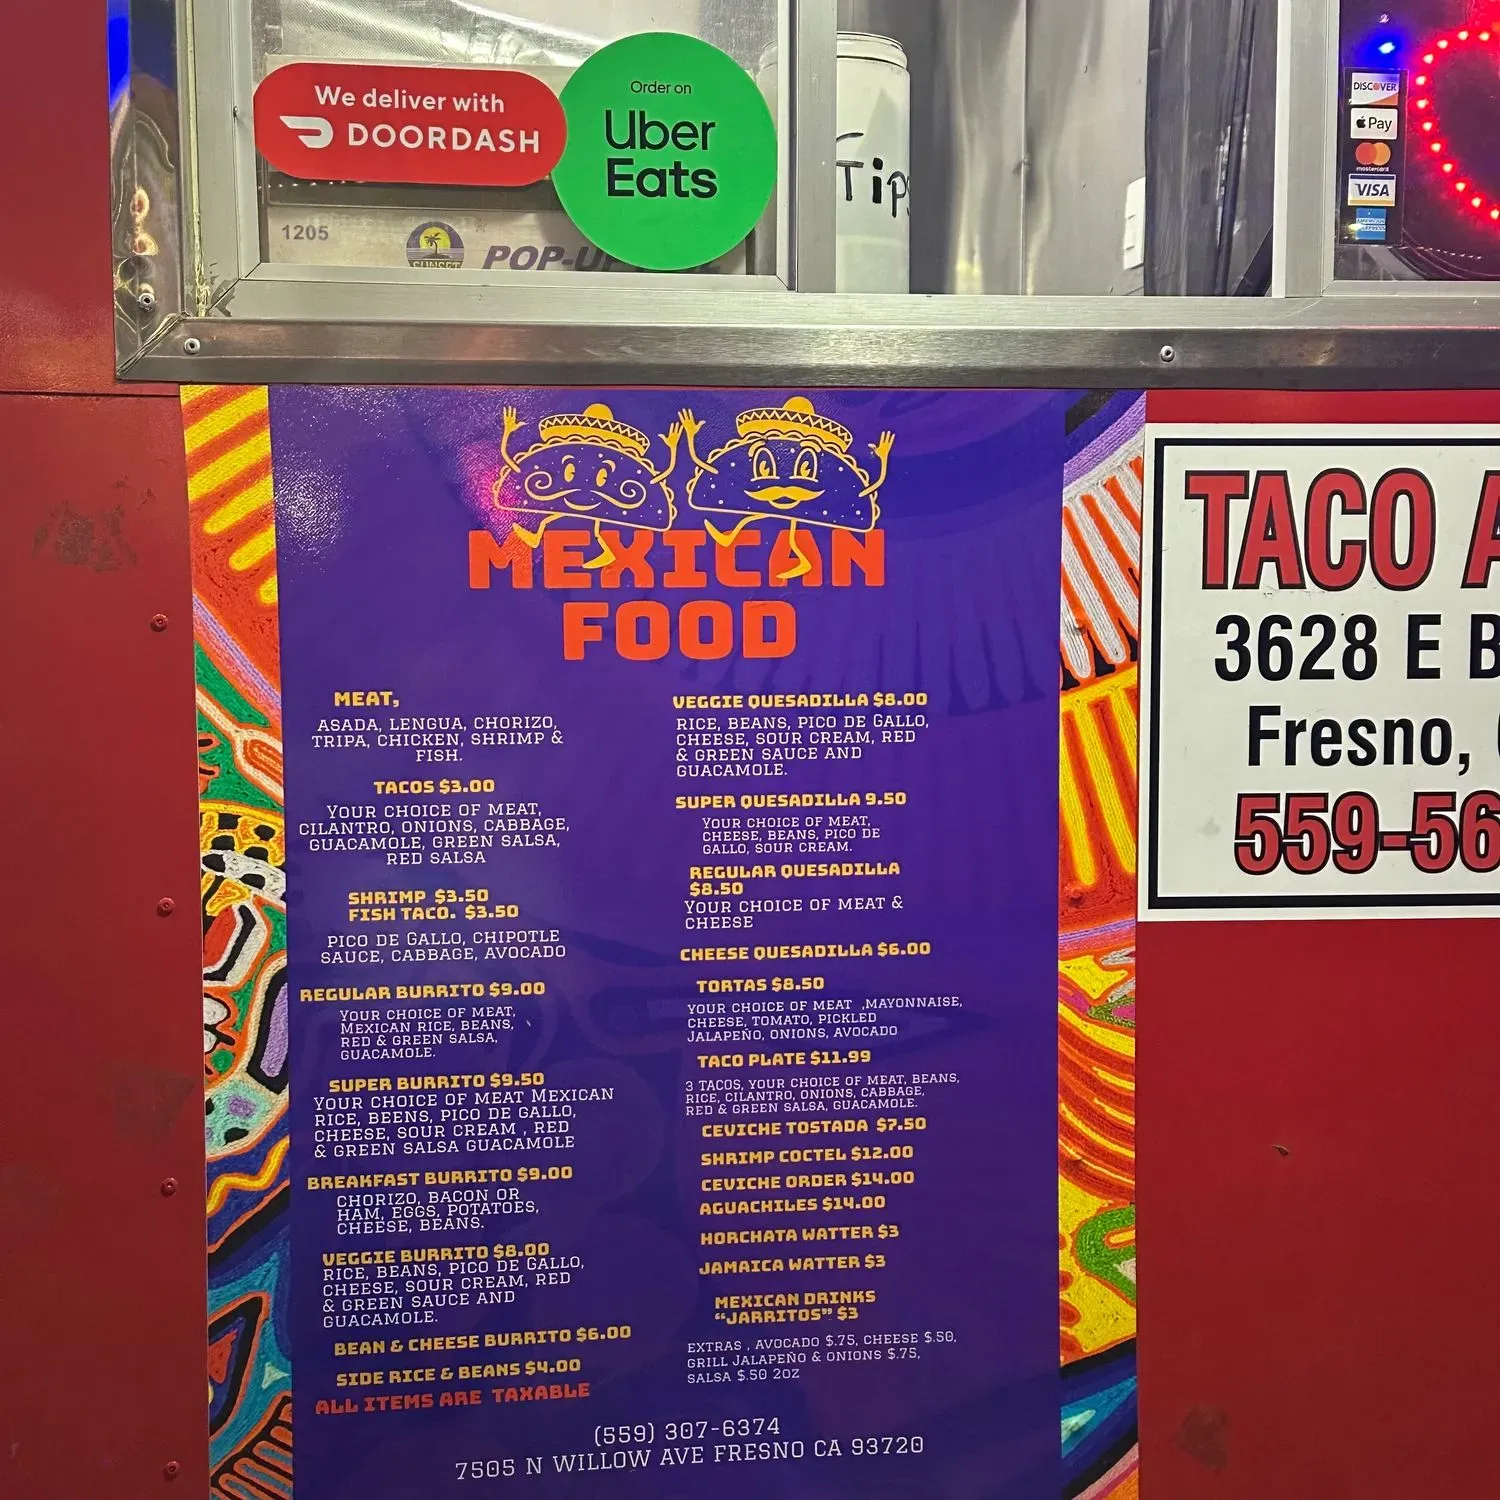 We deliver with
DOORDASH
Order on
Uber
Eats
1205
SUNSET
Tips
DISCOVER
Pay
mastercard
VISA
AMERICAN
EXPRESS
MEXICAN
FOOD
MEAT,
ASADA, LENGUA, CHORIZO,
TRIPA, CHICKEN, SHRIMP &
FISH.
TACOS $3.00
YOUR CHOICE OF MEAT,
CILANTRO, ONIONS, CABBAGE,
GUACAMOLE, GREEN SALSA,
RED SALSA
SHRIMP $3.50
FISH TACO. $3.50
PICO DE GALLO, CHIPOTLE
SAUCE, CABBAGE, AVOCADO
REGULAR BURRITO $9.00
YOUR CHOICE OF MEAT,
MEXICAN RICE, BEANS,
RED & GREEN SALSA,
GUACAMOLE.
SUPER BURRITO $9.50
YOUR CHOICE OF MEAT MEXICAN
RICE, BEENS, PICO DE GALLO,
CHEESE, SOUR CREAM , RED
& GREEN SALSA GUACAMOLE
BREAKFAST BURRITO $9.00
CHORIZO, BACON OR
HAM, EGGS, POTATOES,
CHEESE, BEANS.
VEGGIE BURRITO $8.00
RICE, BEANS, PICO DE GALLO,
CHEESE, SOUR CREAM, RED
& GREEN SAUCE AND
GUACAMOLE.
BEAN & CHEESE BURRITO $6.00
SIDE RICE & BEANS $4.00
ALL ITEMS ARE TAXABLE
VEGGIE QUESADILLA $8.00
RICE, BEANS, PICO DE GALLO,
CHEESE, SOUR CREAM, RED
& GREEN SAUCE AND
GUACAMOLE.
SUPER QUESADILLA 9.50
YOUR CHOICE OF MEAT,
CHEESE, BEANS, PICO DE
GALLO, SOUR CREAM.
REGULAR QUESADILLA
$8.50
YOUR CHOICE OF MEAT &
CHEESE
CHEESE QUESADILLA $6.00
TORTAS $8.50
YOUR CHOICE OF MEAT ,MAYONNAISE,
CHEESE, TOMATO, PICKLED
JALAPEÑO, ONIONS, AVOCADO
TACO PLATE $11.99
3 TACOS, YOUR CHOICE OF MEAT, BEANS,
RICE, CILANTRO, ONIONS, CABBAGE,
RED & GREEN SALSA, GUACAMOLE.
CEVICHE TOSTADA $7.50
SHRIMP COCTEL $12.00
CEVICHE ORDER $14.00
AGUACHILES $14.00
HORCHATA WATTER $3
JAMAICA WATTER $3
MEXICAN DRINKS
"JARRITOS" $3
EXTRAS , AVOCADO $.75, CHEESE $.50,
GRILL JALAPEÑO & ONIONS $.75,
SALSA $.50 2OZ
(559) 307-6374
7505 N WILLOW AVE FRESNO CA 93720
TACO
3628 E
Fresno,
559-56